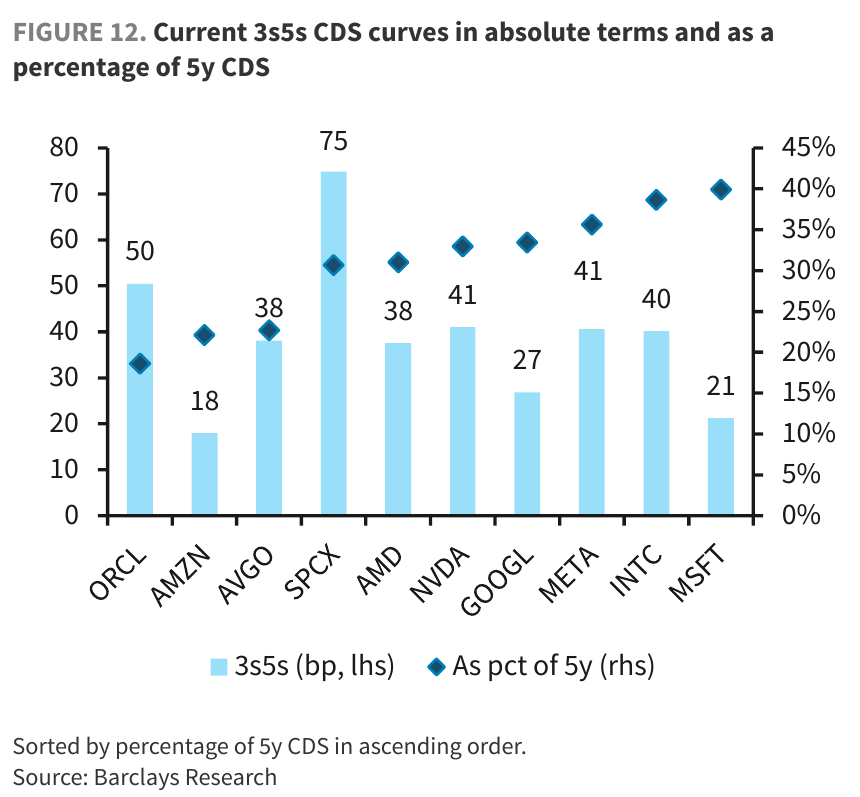 FIGURE 12. Current 3s5s CDS curves in absolute terms and as a
percentage of 5y CDS
80
70
60
50
40
30
20
10
0
45%
40%
35%
30%
25%
20%
15%
10%
5%
0%
50
18
38
75
38
41
27
41
40
21
ORCL
AMZN
AVGO
SPCX
AMD
NVDA
GOOGL
META
INTC
MSFT
3s5s (bp, lhs)
As pct of 5y (rhs)
Sorted by percentage of 5y CDS in ascending order.
Source: Barclays Research